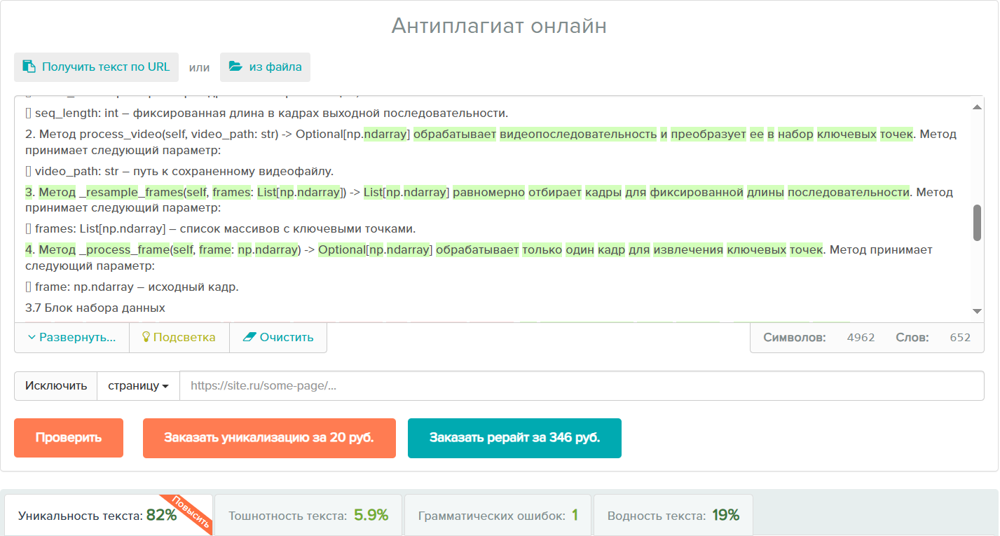 Антиплагиат онлайн
Получить текст по URL или из файла
seq_length: int – фиксированная длина в кадрах выходной последовательности.
2. Метод process_video(self, video_path: str) -> Optional[np.ndarray] обрабатывает видеопоследовательность и преобразует ее в набор ключевых точек. Метод
принимает следующий параметр:
video_path: str – путь к сохраненному видеофайлу.
3. Метод _resample_frames(self, frames: List[np.ndarray]) -> List[np.ndarray] равномерно отбирает кадры для фиксированной длины последовательности. Метод
принимает следующий параметр:
frames: List[np.ndarray] – список массивов с ключевыми точками.
4. Метод _process_frame(self, frame: np.ndarray) -> Optional[np.ndarray] обрабатывает только один кадр для извлечения ключевых точек. Метод принимает
следующий параметр:
frame: np.ndarray – исходный кадр.
3.7 Блок набора данных
Развернуть... Подсветка Очистить Символов: 4962 Слов: 652
Исключить страницу https://site.ru/some-page/...
Проверить Заказать уникализацию за 20 руб. Заказать рерайт за 346 руб.
Уникальность текста: 82% Повысить Тошнотность текста: 5.9% Грамматических ошибок: 1 Водность текста: 19%